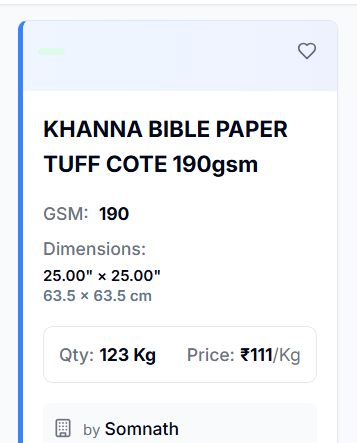 KHANNA BIBLE PAPER
TUFF COTE 190gsm
GSM: 190
Dimensions:
25.00" × 25.00"
63.5 × 63.5 cm
Qty: 123 Kg Price: ₹111/Kg
by Somnath